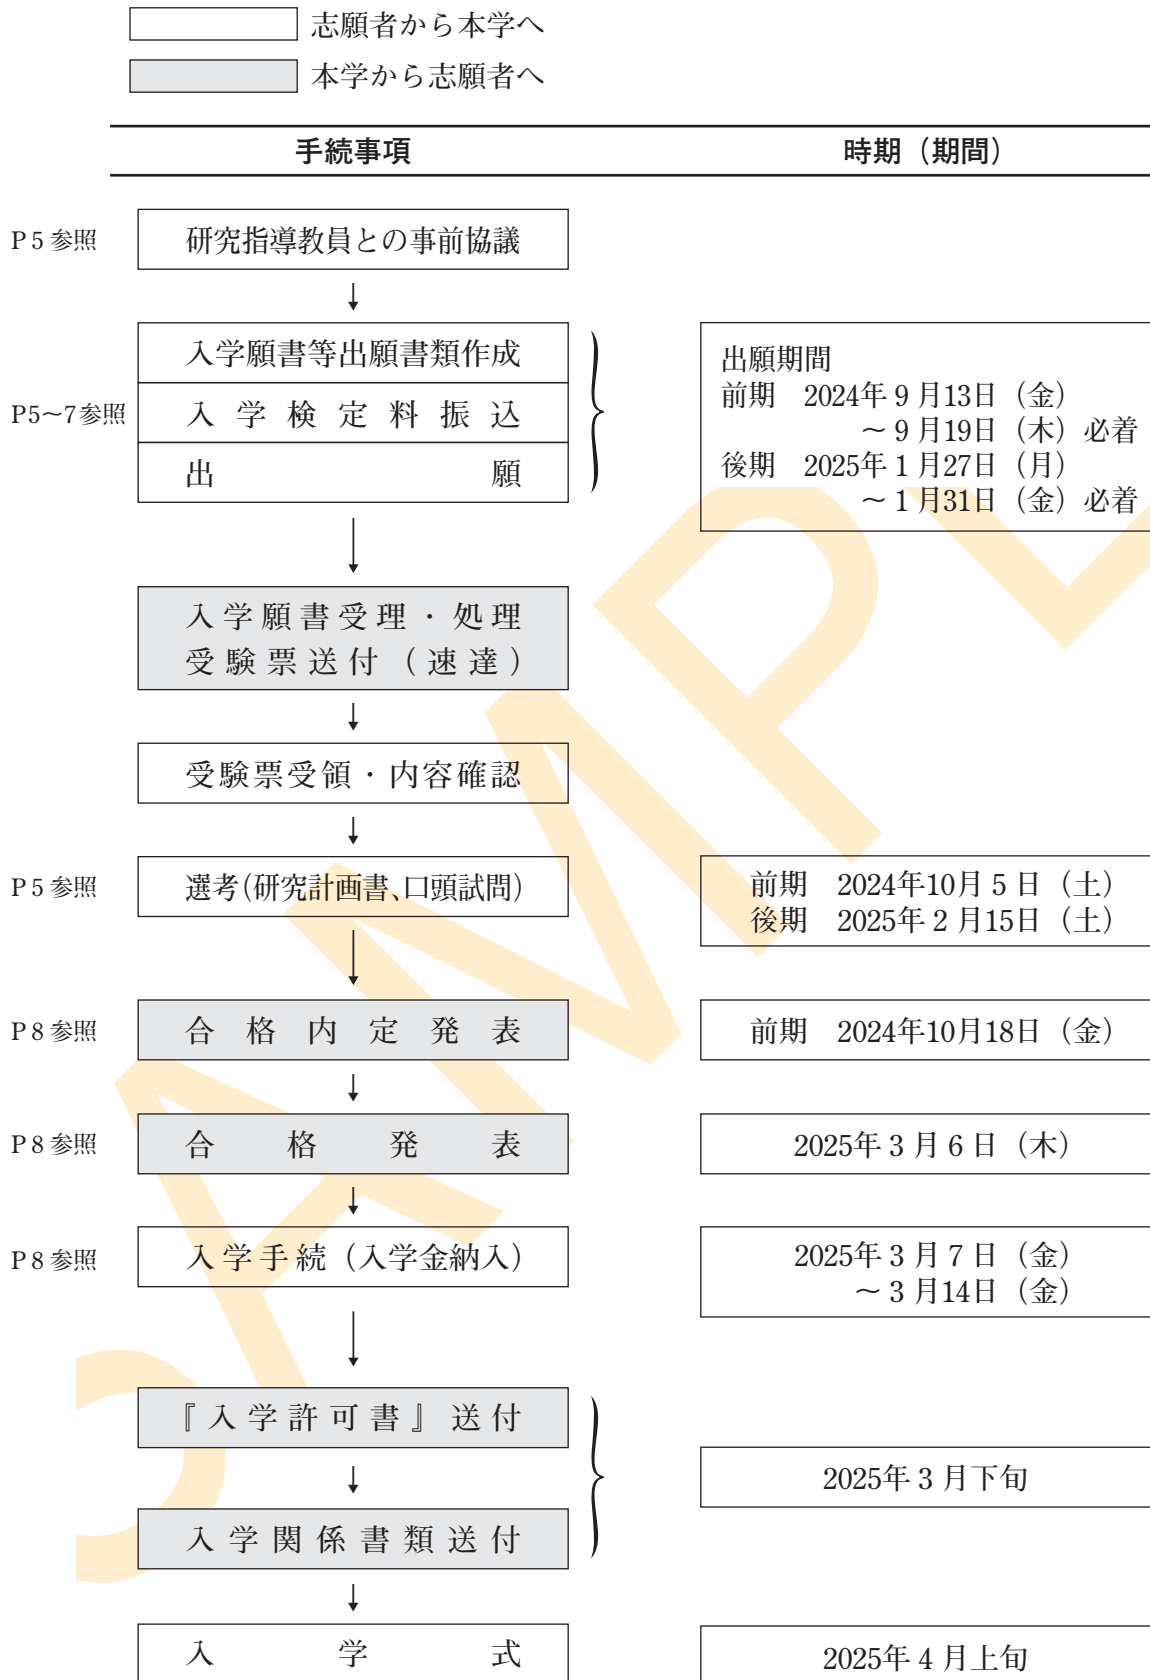 志願者から本学へ
本学から志願者へ
手続事項 時期（期間）
P5参照 研究指導教員との事前協議
入学願書等出願書類作成
P5〜7参照 入学検定料振込
出願
出願期間
前期 2024年9月13日（金）
〜9月19日（木）必着
後期 2025年1月27日（月）
〜1月31日（金）必着
入学願書受理・処理
受験票送付（速達）
受験票受領・内容確認
P5参照 選考（研究計画書、口頭試問）
前期 2024年10月5日（土）
後期 2025年2月15日（土）
P8参照 合格内定発表 前期 2024年10月18日（金）
P8参照 合格発表 2025年3月6日（木）
P8参照 入学手続（入学金納入）
2025年3月7日（金）
〜3月14日（金）
『入学許可書』送付
2025年3月下旬
入学関係書類送付
入学式 2025年4月上旬
SAMPLE